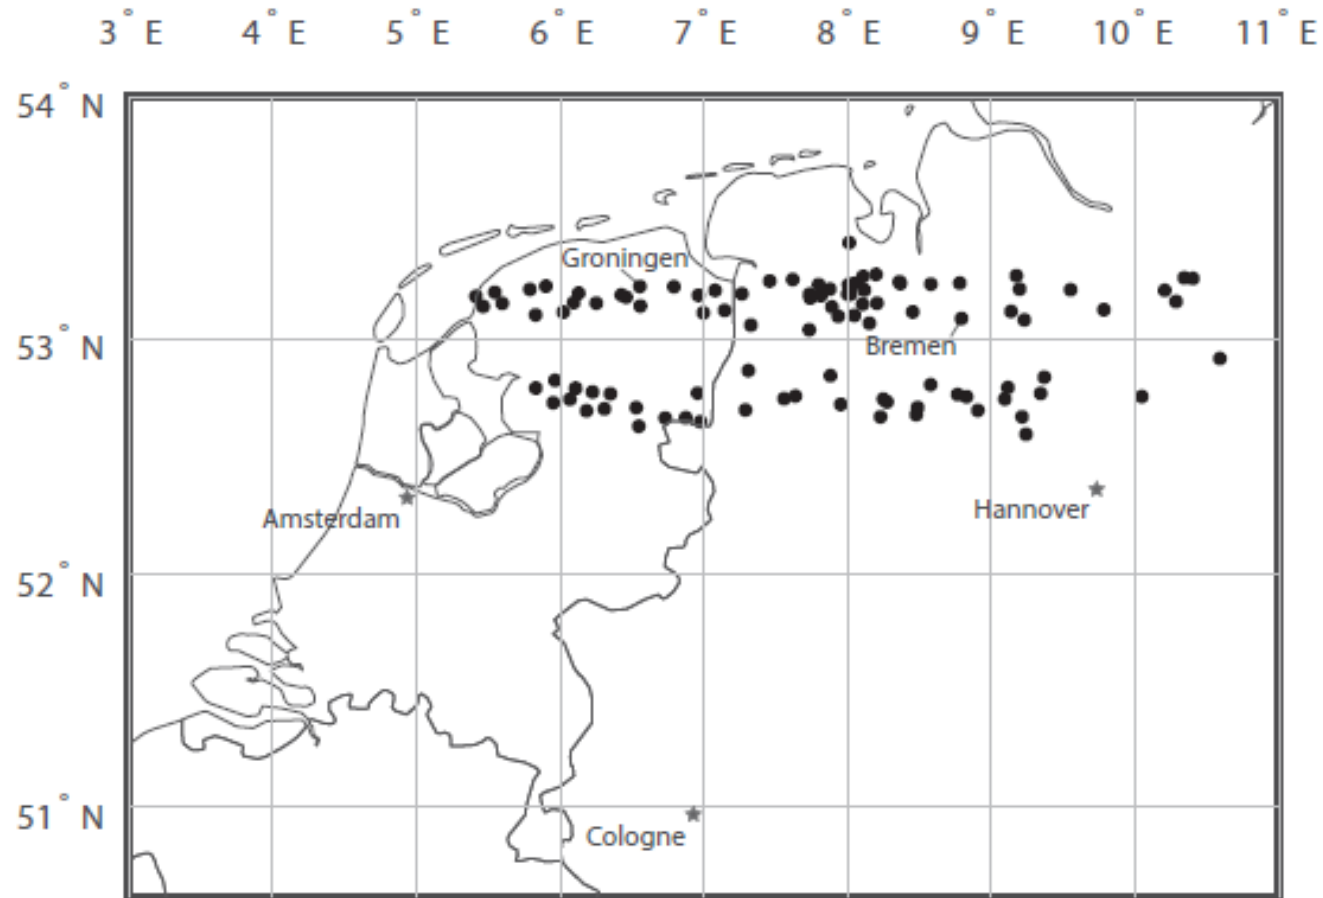 3° E 4° E 5° E 6° E 7° E 8° E 9° E 10° E 11° E
54° N
Groningen
53° N
Bremen
Hannover
Amsterdam
52° N
51° N
Cologne